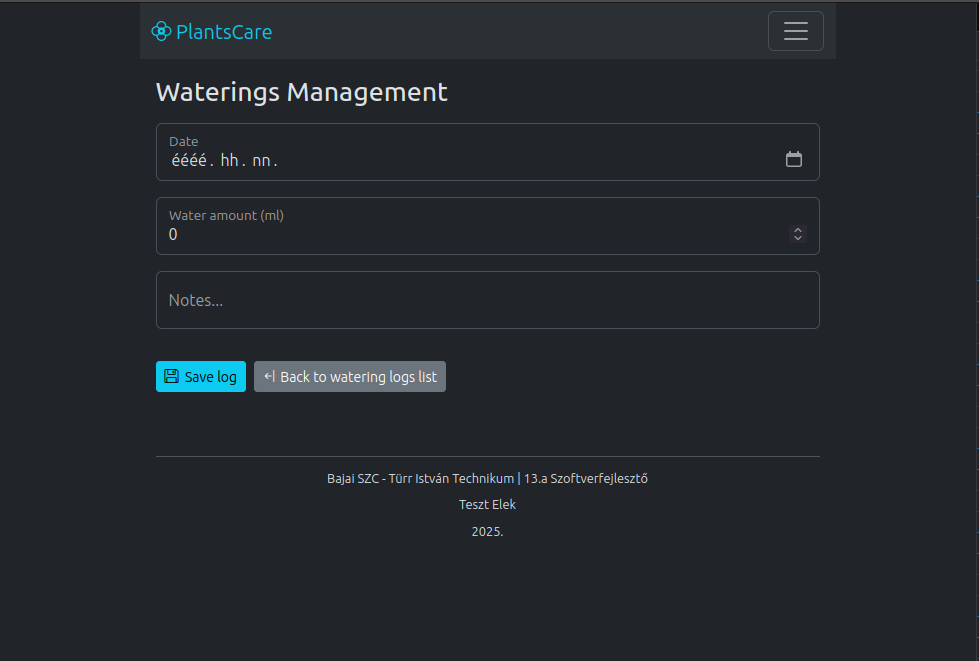 PlantsCare
Waterings Management
Date
éééé. hh. nn.
Water amount (ml)
0
Notes...
Save log
Back to watering logs list
Bajai SZC - Türr István Technikum | 13.a Szoftverfejlesztő
Teszt Elek
2025.